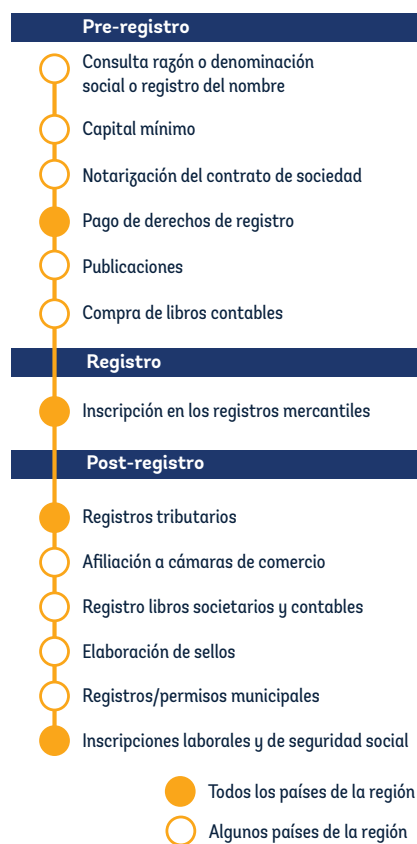 Pre-registro
Consulta razón o denominación
social o registro del nombre
Capital mínimo
Notarización del contrato de sociedad
Pago de derechos de registro
Publicaciones
Compra de libros contables
Registro
Inscripción en los registros mercantiles
Post-registro
Registros tributarios
Afiliación a cámaras de comercio
Registro libros societarios y contables
Elaboración de sellos
Registros/permisos municipales
Inscripciones laborales y de seguridad social
Todos los países de la región
Algunos países de la región